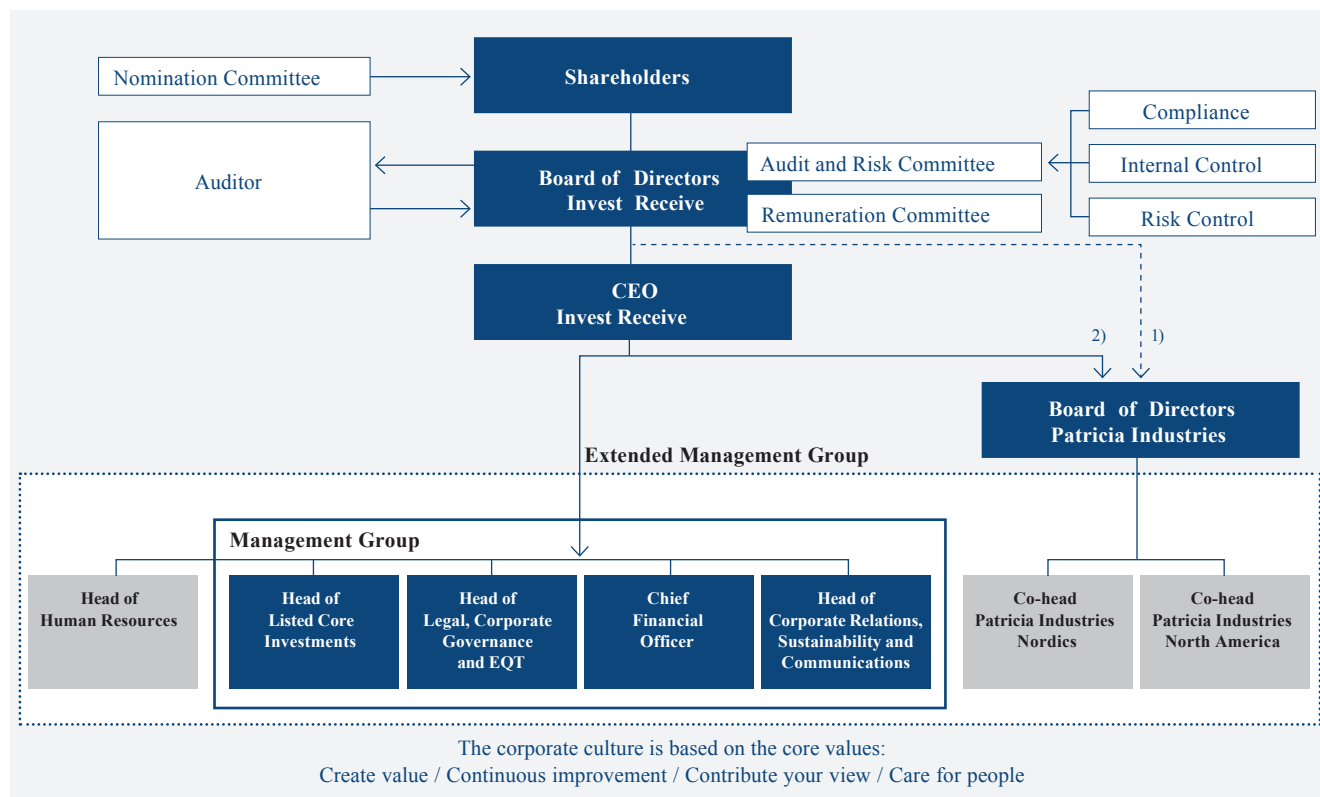 Nomination Committee
Shareholders
Auditor
Board of Directors
Invest Receive
Audit and Risk Committee
Remuneration Committee
Compliance
Internal Control
Risk Control
CEO
Invest Receive
2)
1)
Board of Directors
Patricia Industries
Extended Management Group
Management Group
Head of
Human Resources
Head of
Listed Core
Investments
Head of
Legal, Corporate
Governance
and EQT
Chief
Financial
Officer
Head of
Corporate Relations,
Sustainability and
Communications
Co-head
Patricia Industries
Nordics
Co-head
Patricia Industries
North America
The corporate culture is based on the core values:
Create value / Continuous improvement / Contribute your view / Care for people